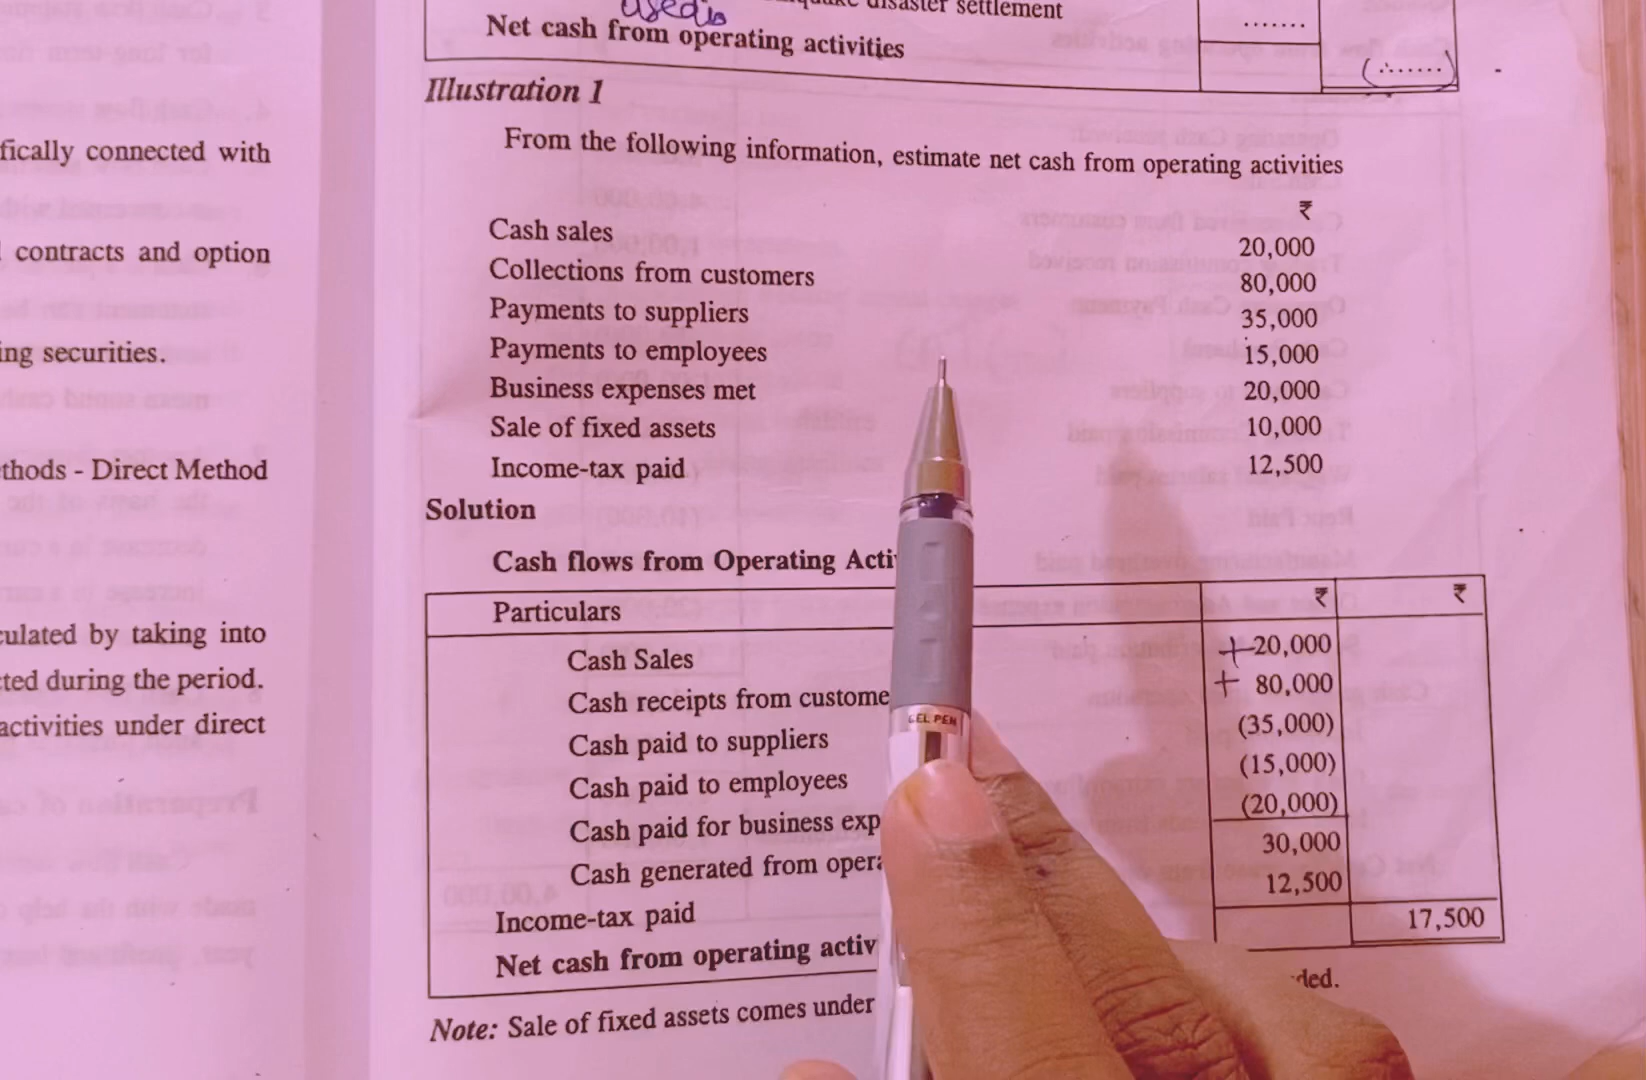 fically connected with
contracts and option
ing securities.
thods - Direct Method
culated by taking into
cted during the period.
activities under direct
disaster settlement
used in
Net cash from operating activities .......
(.......)
Illustration 1
From the following information, estimate net cash from operating activities
₹
Cash sales 20,000
Collections from customers 80,000
Payments to suppliers 35,000
Payments to employees 15,000
Business expenses met 20,000
Sale of fixed assets 10,000
Income-tax paid 12,500
Solution
Cash flows from Operating Acti
Particulars ₹ ₹
Cash Sales + 20,000
Cash receipts from custome + 80,000
Cash paid to suppliers (35,000)
Cash paid to employees (15,000)
Cash paid for business exp (20,000)
Cash generated from oper 30,000
Income-tax paid 12,500
Net cash from operating activ 17,500
Note: Sale of fixed assets comes under ded.
GEL PEN